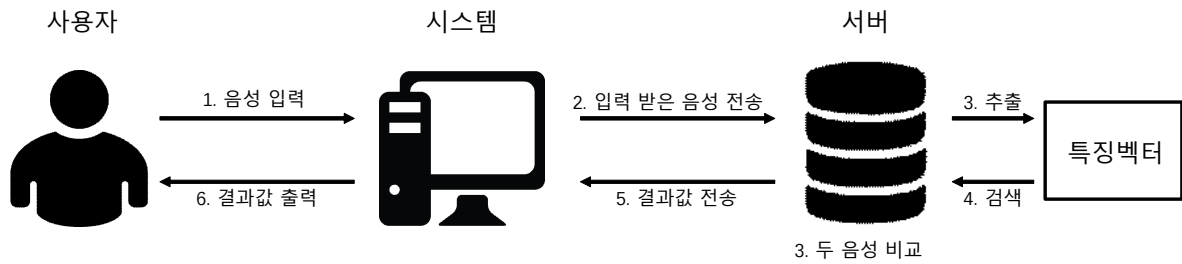 사용자
시스템
서버
1. 음성 입력
2. 입력 받은 음성 전송
3. 추출
특징벡터
6. 결과값 출력
5. 결과값 전송
4. 검색
3. 두 음성 비교